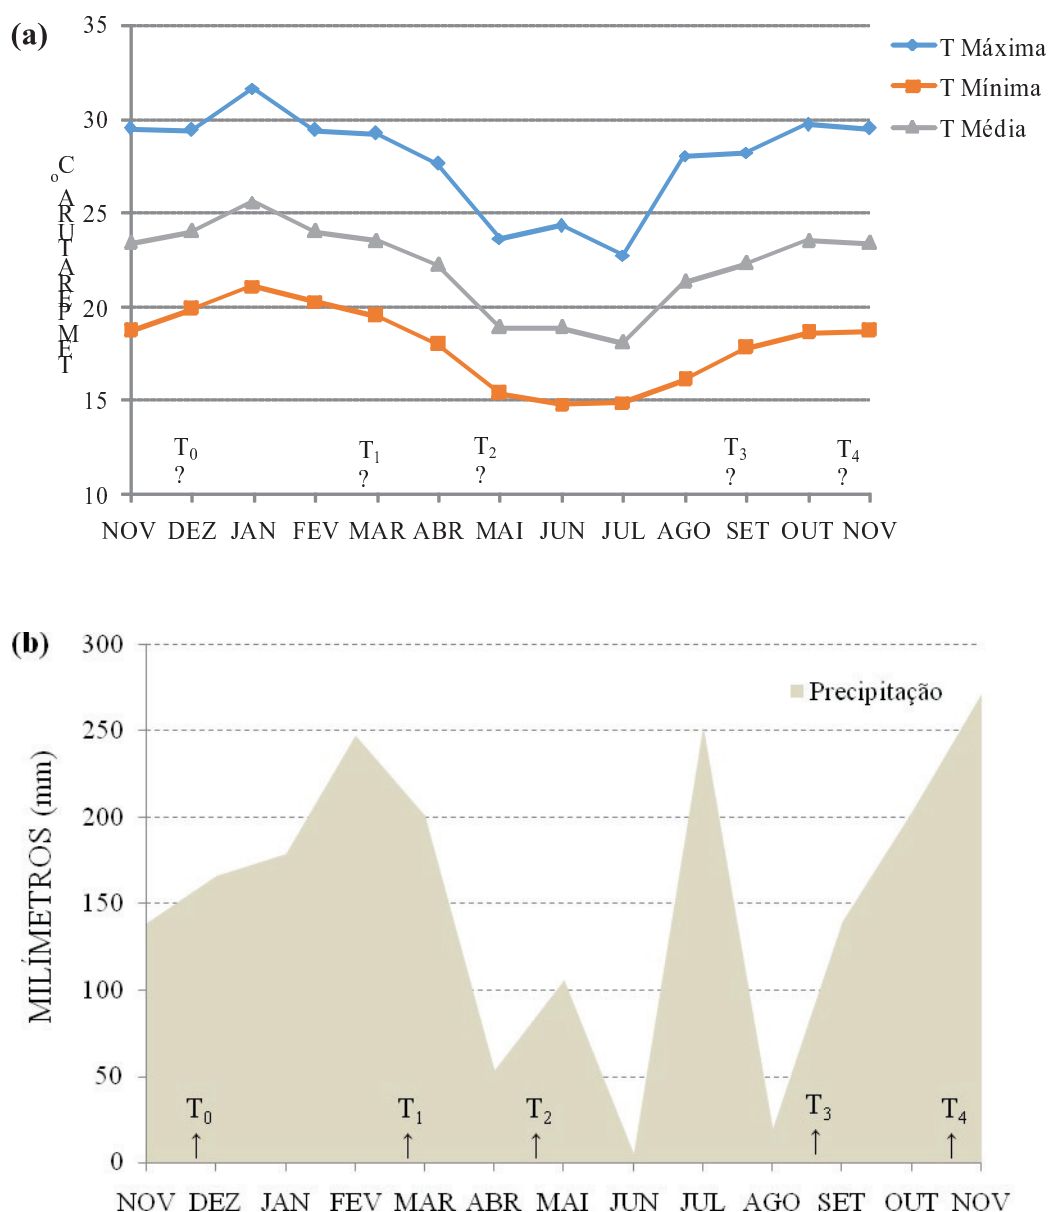 (a)
35
30
25
20
15
10
TEMPERATURA °C
T Máxima
T Mínima
T Média
T0 T1 T2 T3 T4
? ? ? ? ?
NOV DEZ JAN FEV MAR ABR MAI JUN JUL AGO SET OUT NOV
(b)
300
250
200
150
100
50
0
MILÍMETROS (mm)
Precipitação
T0 T1 T2 T3 T4
↑ ↑ ↑ ↑ ↑
NOV DEZ JAN FEV MAR ABR MAI JUN JUL AGO SET OUT NOV